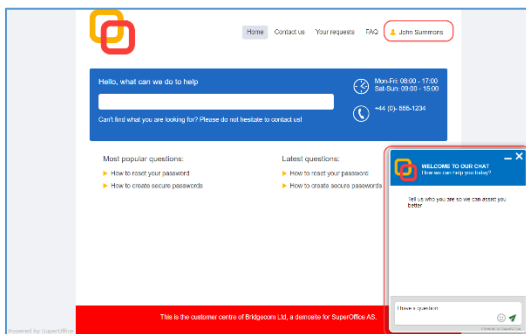 Home Contact us Your requests FAQ John Summons
Hello, what can we do to help
Mon-Fri: 08:00 - 17:00
Sat-Sun: 09:00 - 15:00
+44 (0)- 555-1234
Can't find what you are looking for? Please do not hesitate to contact us!
Most popular questions:
How to reset your password
How to create secure passwords
Latest questions:
How to reset your password
How to create secure passwords
WELCOME TO OUR CHAT
How we can help you today?
Tell us who you are so we can assist you
better
I have a question
This is the customer centre of Bridgecom Ltd, a demosite for SuperOffice AS.
Powered by SuperOffice
Powered by SuperOffice